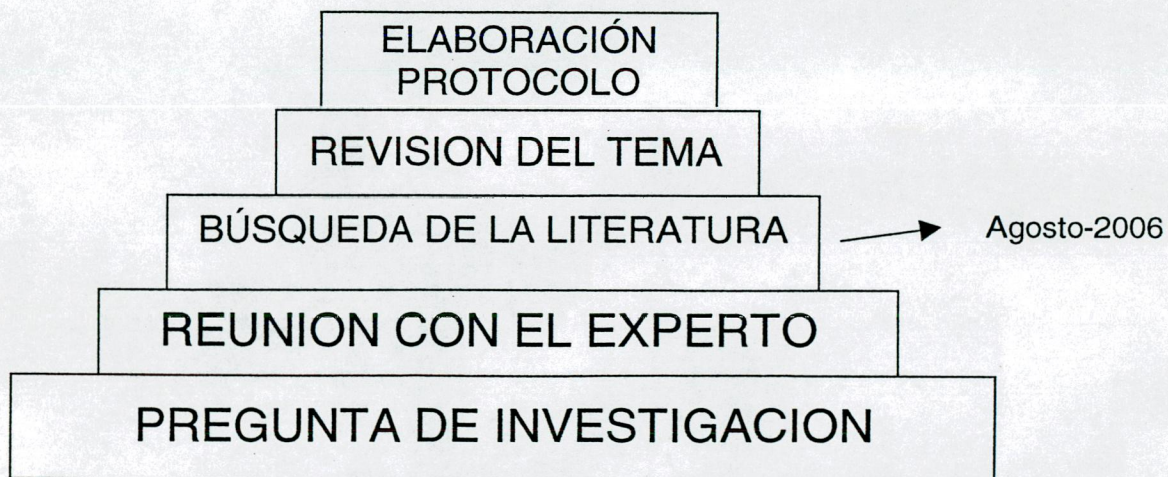 ELABORACIÓN
PROTOCOLO
REVISION DEL TEMA
BÚSQUEDA DE LA LITERATURA
Agosto-2006
REUNION CON EL EXPERTO
PREGUNTA DE INVESTIGACION